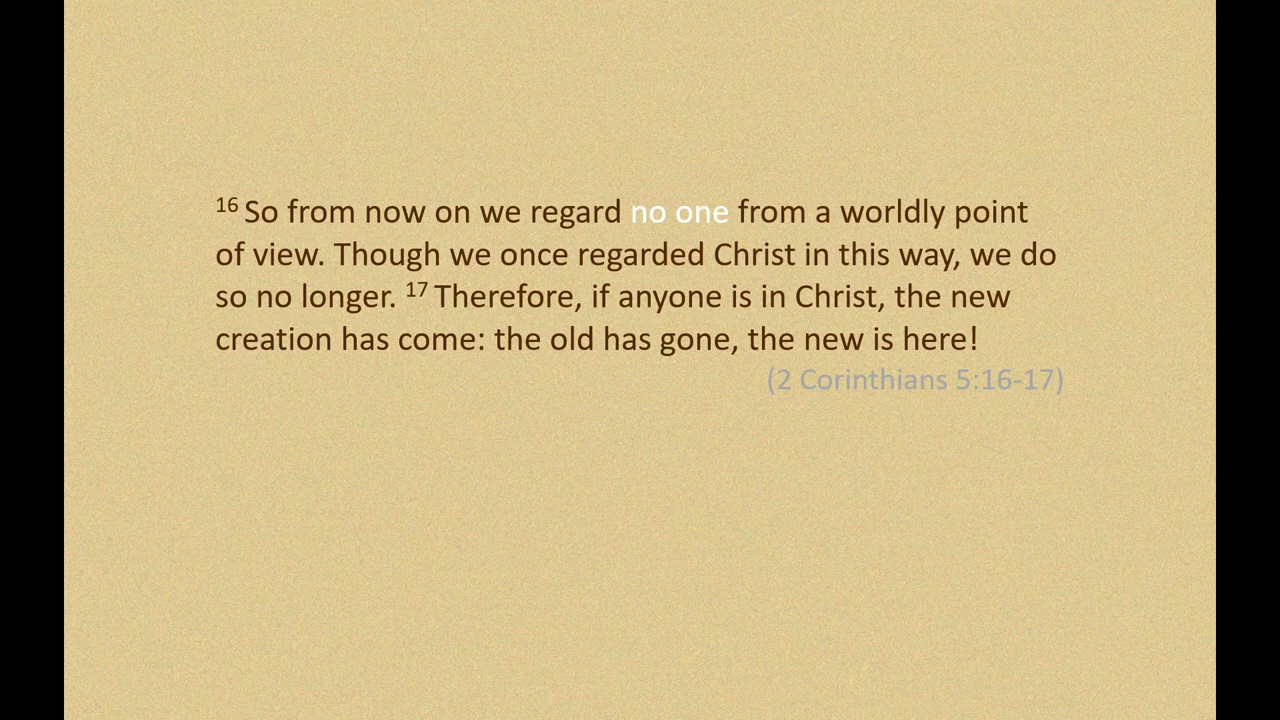 16 So from now on we regard no one from a worldly point
of view. Though we once regarded Christ in this way, we do
so no longer. 17 Therefore, if anyone is in Christ, the new
creation has come: the old has gone, the new is here!
(2 Corinthians 5:16-17)